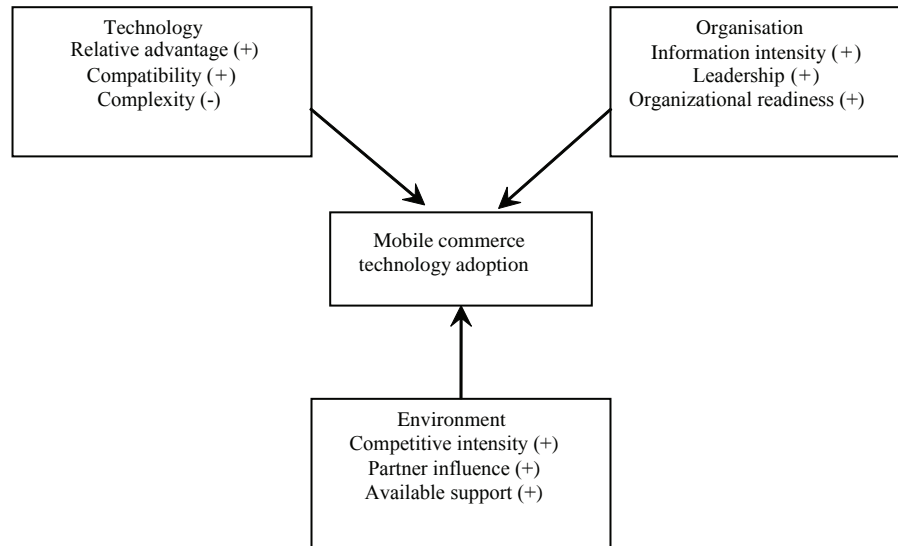 Technology
Relative advantage (+)
Compatibility (+)
Complexity (-)
Organisation
Information intensity (+)
Leadership (+)
Organizational readiness (+)
Mobile commerce
technology adoption
Environment
Competitive intensity (+)
Partner influence (+)
Available support (+)